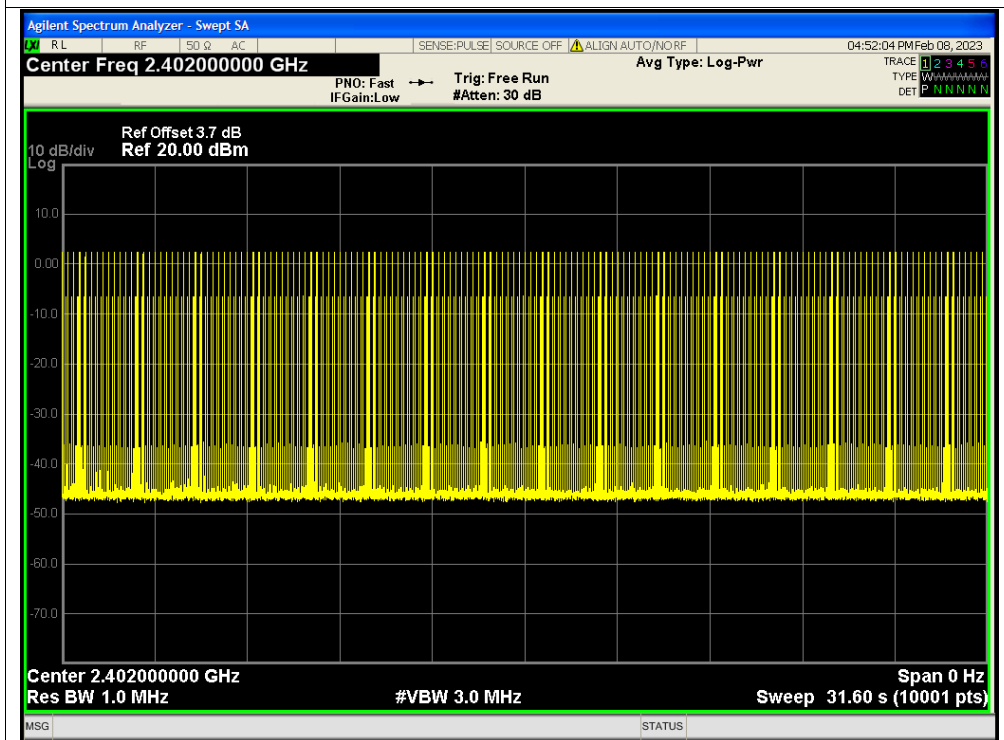 Agilent Spectrum Analyzer - Swept SA
LXI RL RF 50 Ω AC SENSE:PULSE SOURCE OFF ALIGN AUTO/NO RF 04:52:04 PM Feb 08, 2023
Center Freq 2.402000000 GHz Avg Type: Log-Pwr TRACE 1 2 3 4 5 6
PNO: Fast Trig: Free Run TYPE WWWWWW
IFGain:Low #Atten: 30 dB DET P N N N N N
Ref Offset 3.7 dB
10 dB/div Ref 20.00 dBm
Log
10.0
0.00
-10.0
-20.0
-30.0
-40.0
-50.0
-60.0
-70.0
Center 2.402000000 GHz Span 0 Hz
Res BW 1.0 MHz #VBW 3.0 MHz Sweep 31.60 s (10001 pts)
MSG STATUS